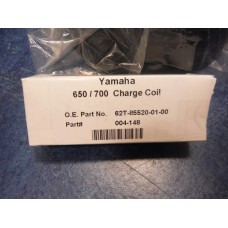 Yamaha
650 / 700 Charge Coil
O.E. Part No. 62T-85520-01-00
Part# 004-148